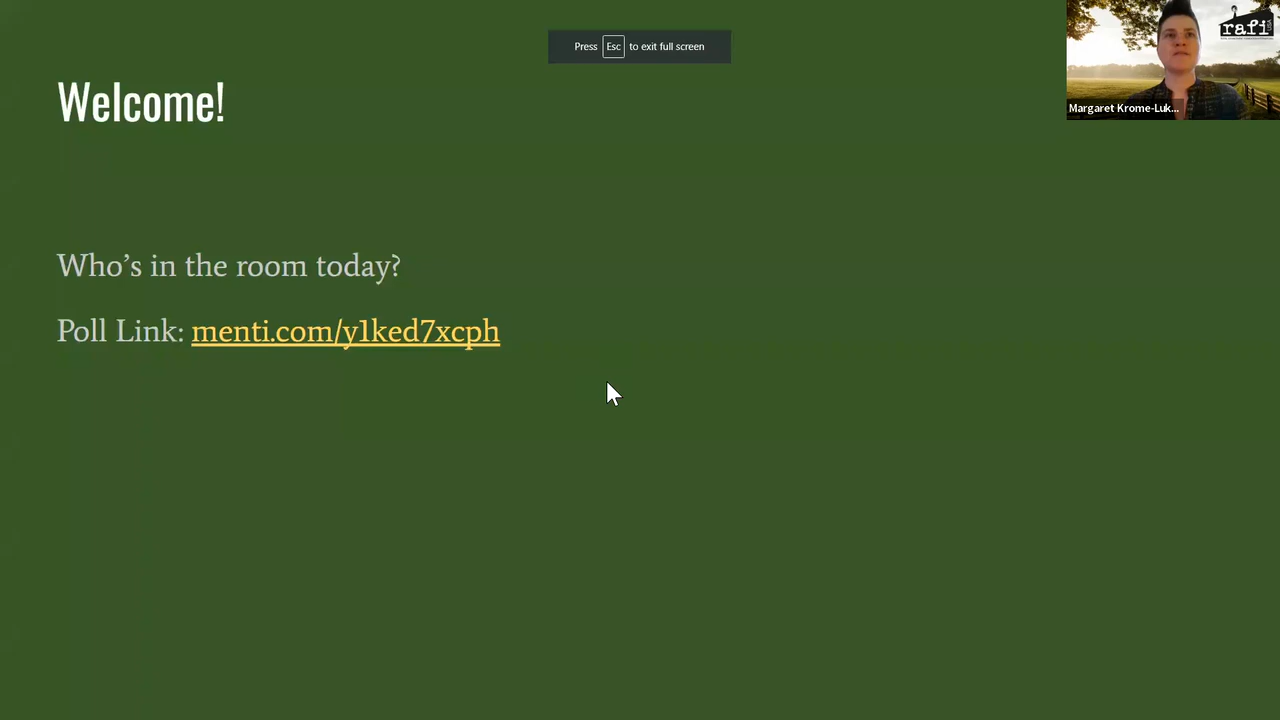 Press Esc to exit full screen
rafi
USA
Welcome!
Margaret Krome-Luk...
Who's in the room today?
Poll Link: menti.com/y1ked7xcph